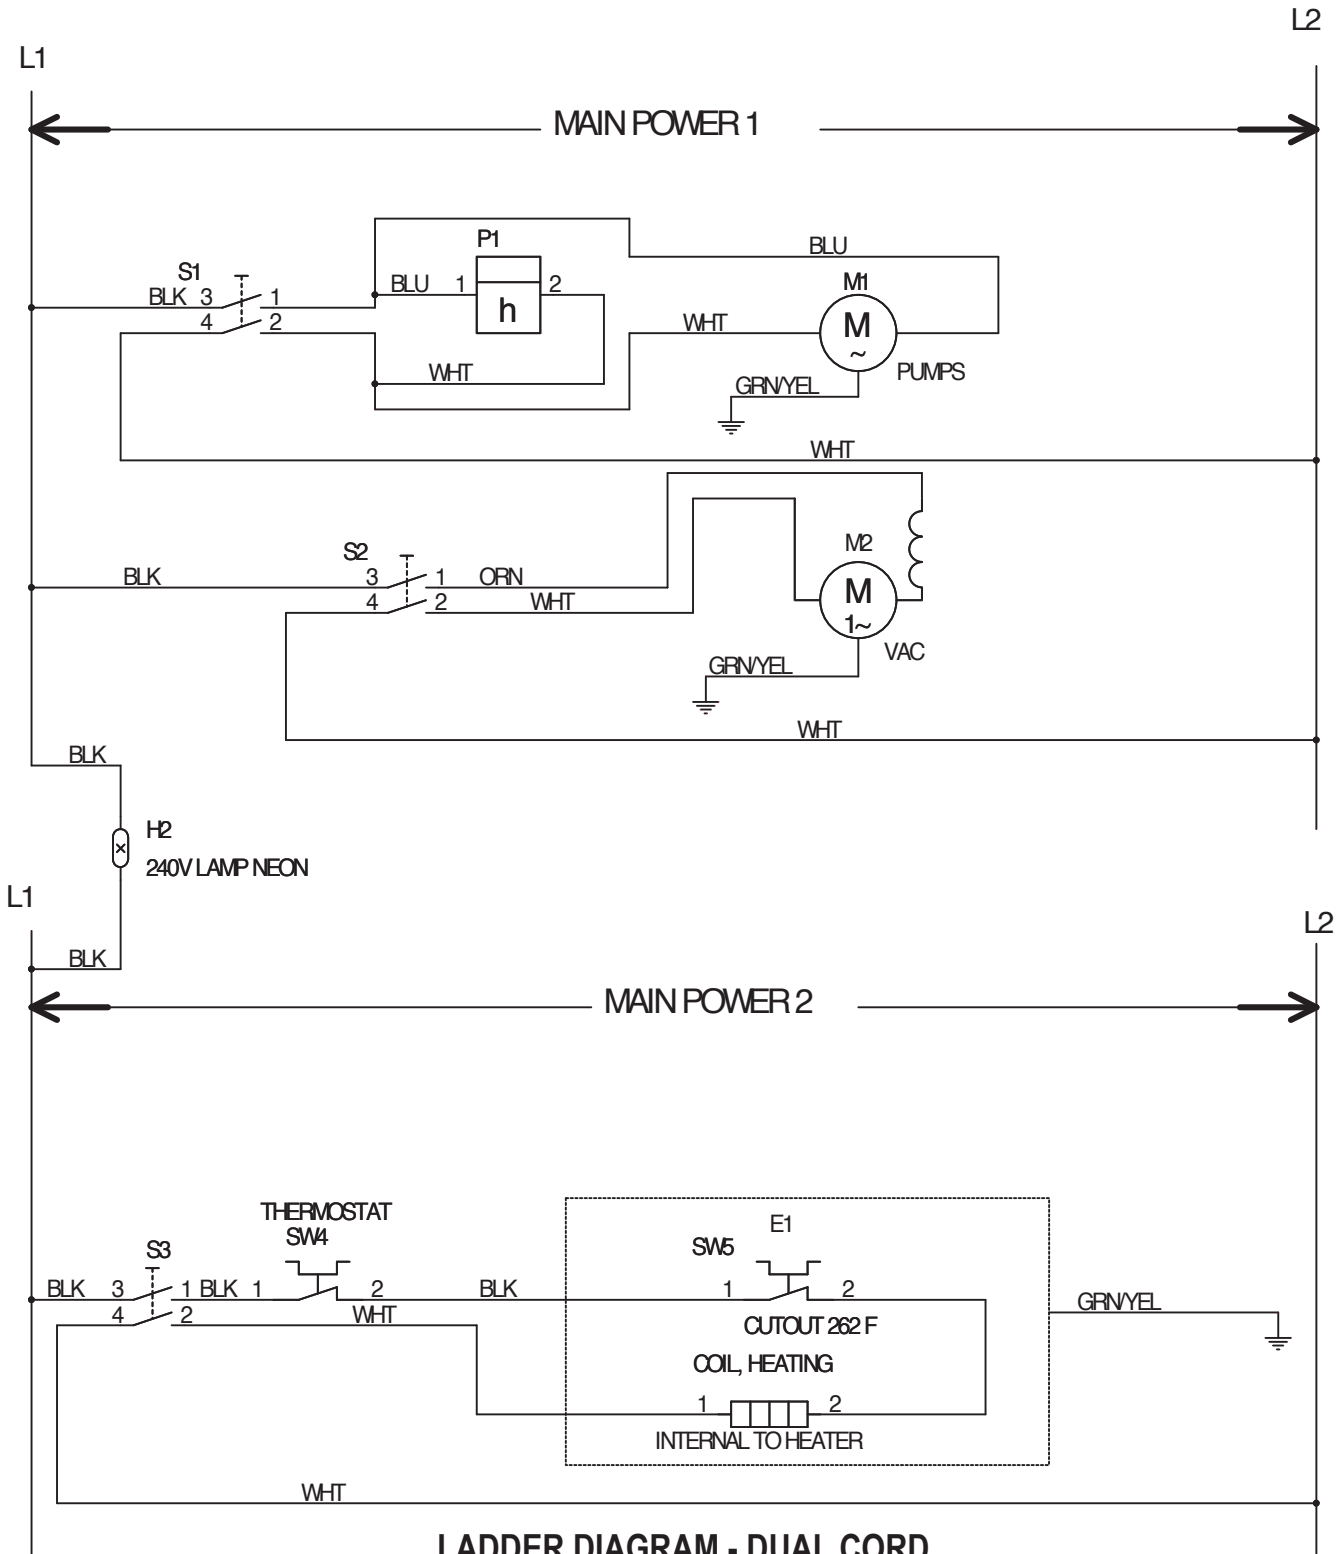 L2
L1
MAIN POWER 1
P1
BLU
S1
BLU 1 2
M1
BLK 3 1
h
4 2
WHT
M
~
WHT
PUMPS
GRN/YEL
WHT
S2
M2
BLK 3 1 ORN
4 2 WHT
M
1~
VAC
GRN/YEL
WHT
BLK
H2
240V LAMP NEON
L1
L2
BLK
MAIN POWER 2
THERMOSTAT
SW4
E1
S3
SW5
BLK 3 1 BLK 1 2 BLK 1 2
GRN/YEL
4 2 WHT
CUTOUT 262 F
COIL, HEATING
1 2
INTERNAL TO HEATER
WHT
LADDER DIAGRAM - DUAL CORD